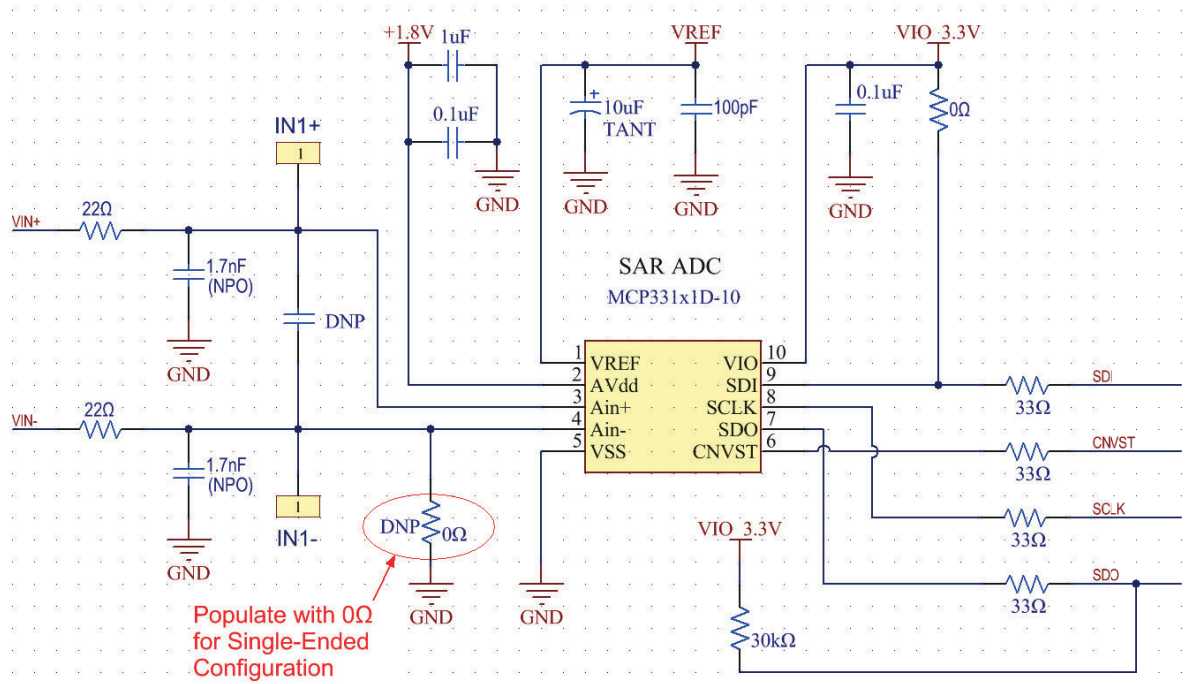 +1.8V
1uF
VREF
VIO_3.3V
0.1uF
10uF
TANT
100pF
0.1uF
0Ω
IN1+
1
GND
GND
GND
GND
22Ω
VIN+
1.7nF
(NPO)
DNP
GND
SAR ADC
MCP331x1D-10
1
VREF
VIO
10
2
AVdd
SDI
9
3
Ain+
SCLK
8
4
Ain-
SDO
7
5
VSS
CNVST
6
SDI
33Ω
CNVST
33Ω
SCLK
33Ω
SDO
33Ω
22Ω
VIN-
1.7nF
(NPO)
1
IN1-
GND
DNP
0Ω
GND
GND
VIO_3.3V
30kΩ
Populate with 0Ω
for Single-Ended
Configuration